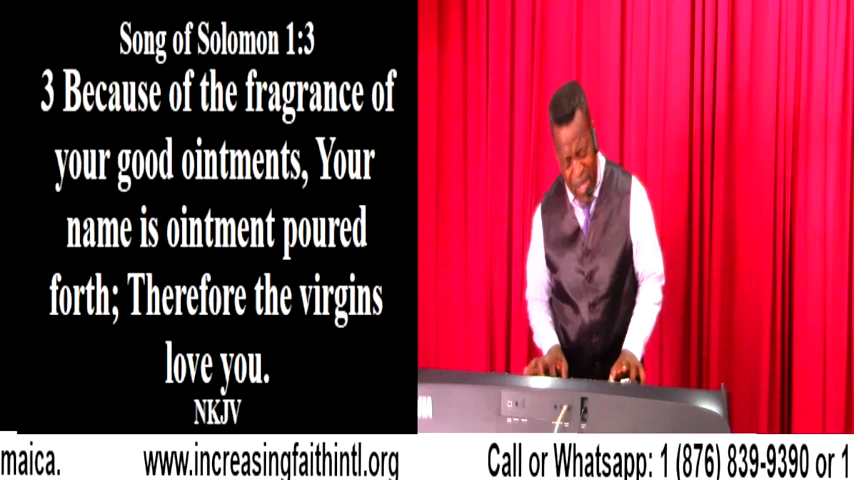 Song of Solomon 1:3
3 Because of the fragrance of
your good ointments, Your
name is ointment poured
forth; Therefore the virgins
love you.
NKJV
maica. www.increasingfaithintl.org Call or Whatsapp: 1 (876) 839-9390 or 1